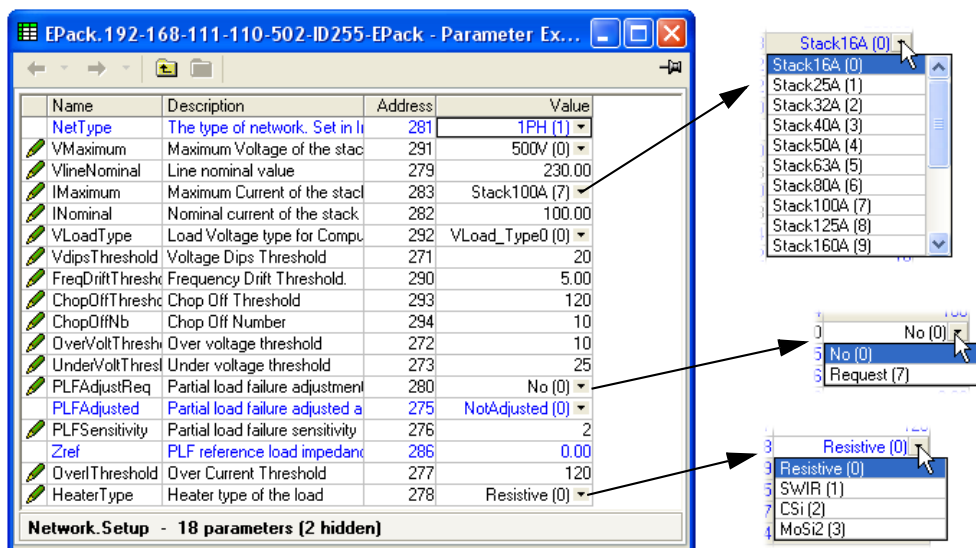 EPack.192-168-111-110-502-ID255-EPack - Parameter Ex...
Name Description Address Value
NetType The type of network. Set in 281 1PH (1)
VMaximum Maximum Voltage of the stac 291 500V (0)
VlineNominal Line nominal value 279 230.00
IMaximum Maximum Current of the stack 283 Stack100A (7)
INominal Nominal current of the stack 282 100.00
VLoadType Load Voltage type for Compu 292 VLoad_Type0 (0)
VdipsThreshold Voltage Dips Threshold 271 20
FreqDriftThresho Frequency Drift Threshold. 290 5.00
ChopOffThresho Chop Off Threshold 293 120
ChopOffNb Chop Off Number 294 10
OverVoltThresh Over voltage threshold 272 10
UnderVoltThresl Under voltage threshold 273 25
PLFAdjustReq Partial load failure adjustment 280 No (0)
PLFAdjusted Partial load failure adjusted a 275 NotAdjusted (0)
PLFSensitivity Partial load failure sensitivity 276 2
Zref PLF reference load impedanc 286 0.00
OverIThreshold Over Current Threshold 277 120
HeaterType Heater type of the load 278 Resistive (0)
Network.Setup - 18 parameters (2 hidden)
Stack16A (0)
Stack16A (0)
Stack25A (1)
Stack32A (2)
Stack40A (3)
Stack50A (4)
Stack63A (5)
Stack80A (6)
Stack100A (7)
Stack125A (8)
Stack160A (9)
No (0)
No (0)
Request (7)
Resistive (0)
Resistive (0)
SWIR (1)
CSi (2)
MoSi2 (3)